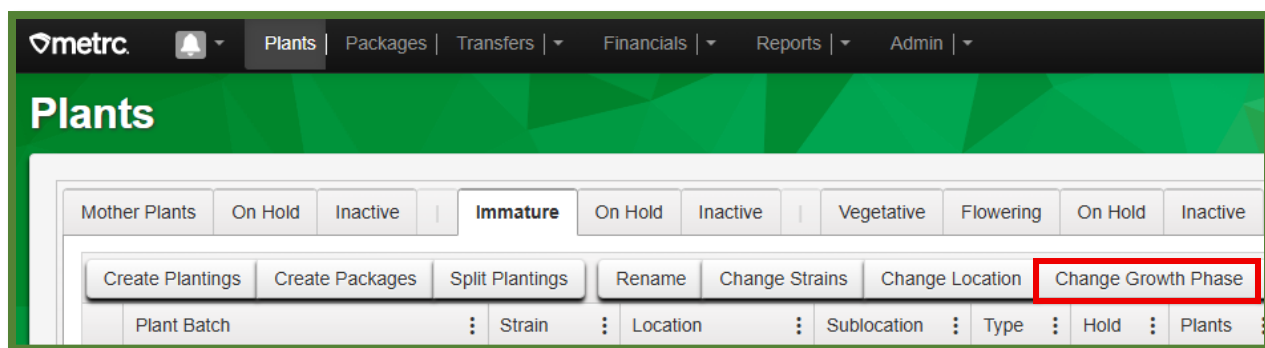 metrc. Plants | Packages | Transfers | Financials | Reports | Admin |
Plants
Mother Plants On Hold Inactive | Immature On Hold Inactive | Vegetative Flowering On Hold Inactive
Create Plantings Create Packages Split Plantings Rename Change Strains Change Location Change Growth Phase
Plant Batch Strain Location Sublocation Type Hold Plants